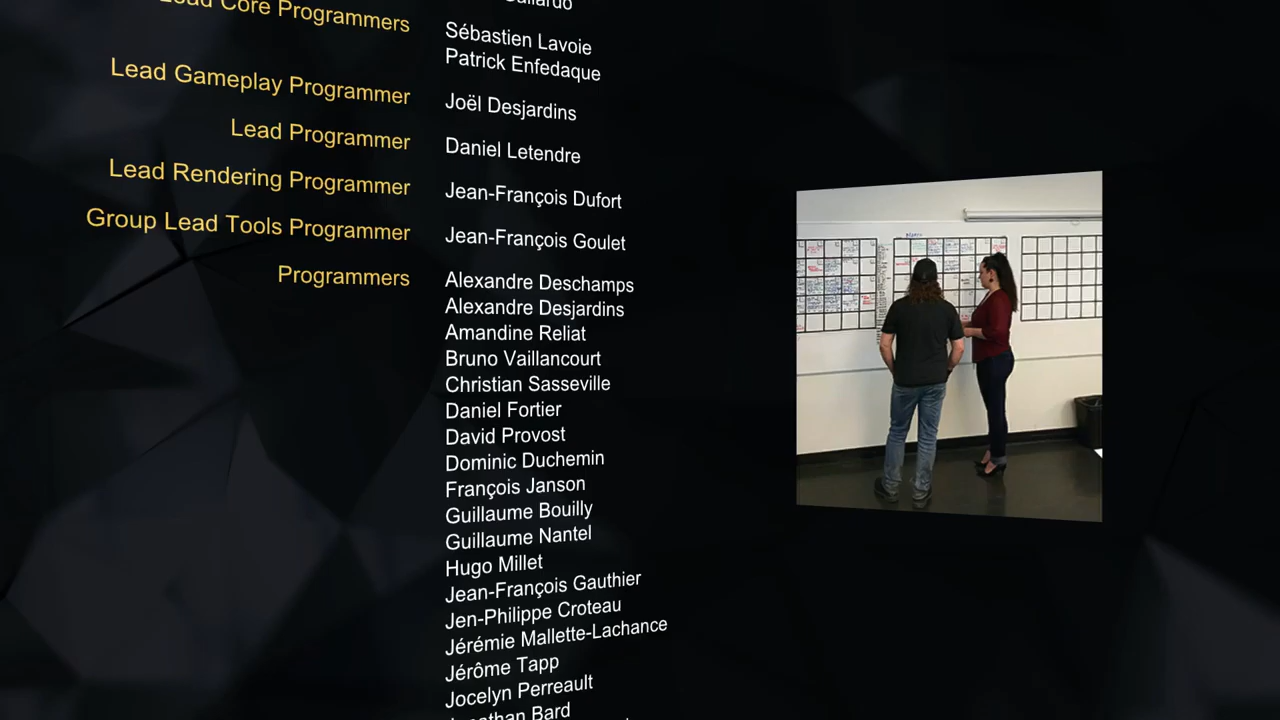 Lead Core Programmers
Sébastien Lavoie
Patrick Enfedaque
Lead Gameplay Programmer Joël Desjardins
Lead Programmer Daniel Letendre
Lead Rendering Programmer Jean-François Dufort
Group Lead Tools Programmer Jean-François Goulet
Programmers Alexandre Deschamps
Alexandre Desjardins
Amandine Reliat
Bruno Vaillancourt
Christian Sasseville
Daniel Fortier
David Provost
Dominic Duchemin
François Janson
Guillaume Bouilly
Guillaume Nantel
Hugo Millet
Jean-François Gauthier
Jen-Philippe Croteau
Jérémie Mallette-Lachance
Jérôme Tapp
Jocelyn Perreault
Jonathan Bard